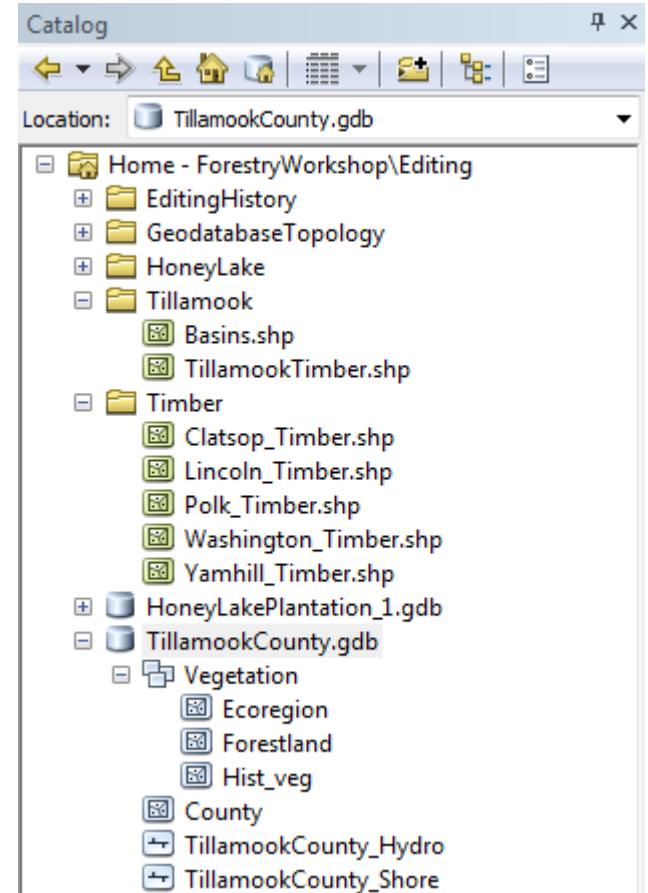 Catalog
Location: TillamookCounty.gdb
Home - ForestryWorkshop\Editing
EditingHistory
GeodatabaseTopology
HoneyLake
Tillamook
Basins.shp
TillamookTimber.shp
Timber
Clatsop_Timber.shp
Lincoln_Timber.shp
Polk_Timber.shp
Washington_Timber.shp
Yamhill_Timber.shp
HoneyLakePlantation_1.gdb
TillamookCounty.gdb
Vegetation
Ecoregion
Forestland
Hist_veg
County
TillamookCounty_Hydro
TillamookCounty_Shore